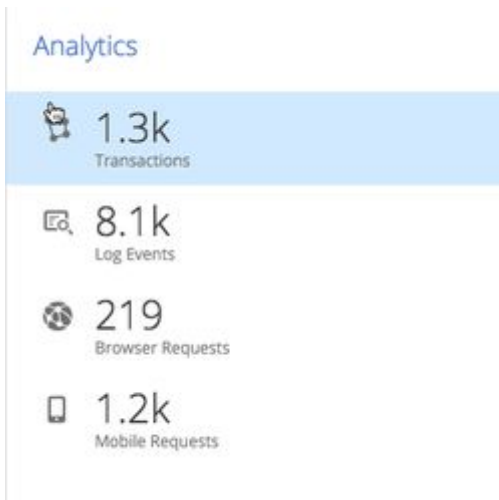 Analytics
1.3k
Transactions
8.1k
Log Events
219
Browser Requests
1.2k
Mobile Requests